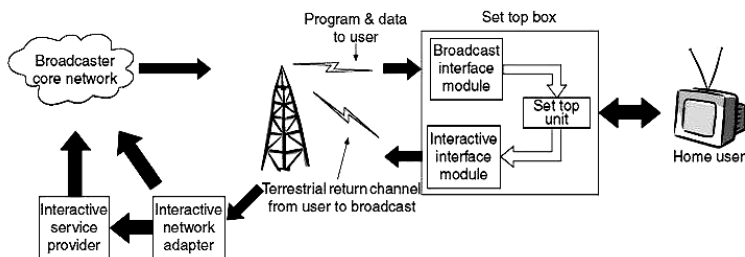 Program & data
to user
Set top box
Broadcaster
core network
Broadcast
interface
module
Set top
unit
Interactive
interface
module
Home user
Terrestrial return channel
from user to broadcast
Interactive
service
provider
Interactive
network
adapter